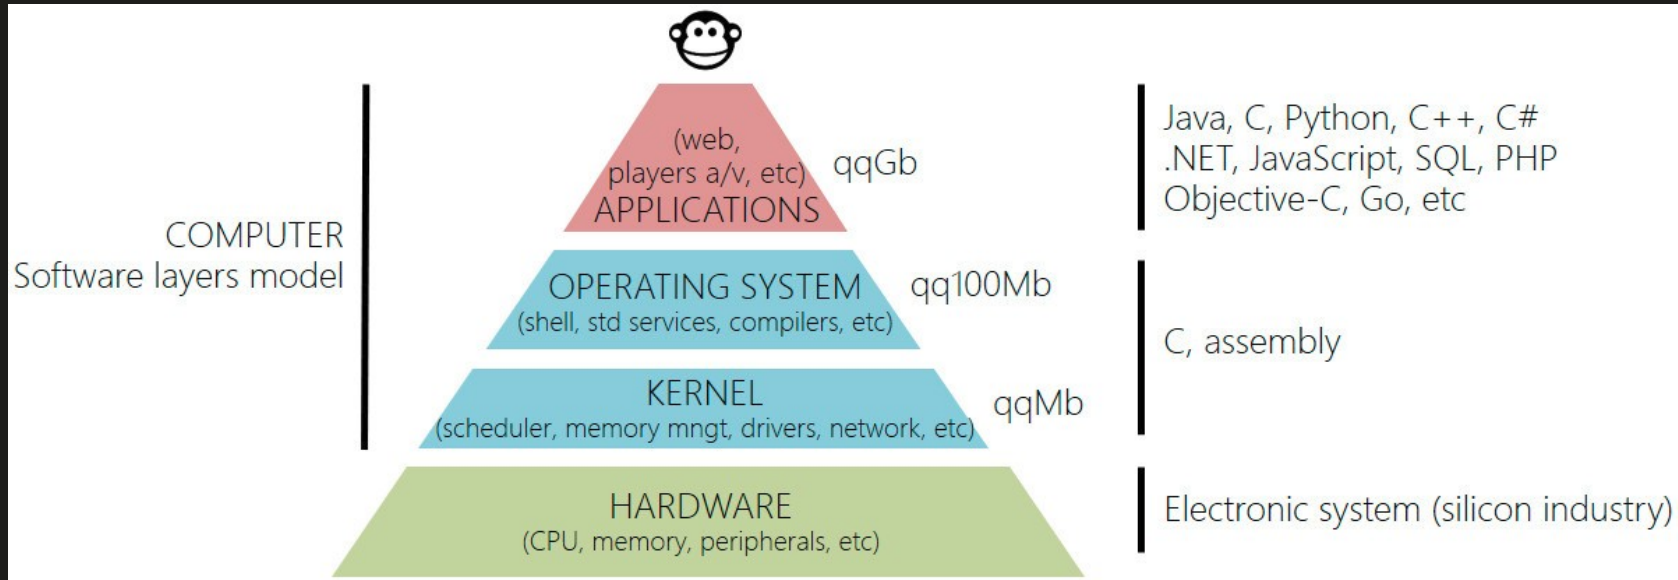 (web,
players a/v, etc)
APPLICATIONS
qqGb
Java, C, Python, C++, C#
.NET, JavaScript, SQL, PHP
Objective-C, Go, etc
COMPUTER
Software layers model
OPERATING SYSTEM
(shell, std services, compilers, etc)
qq100Mb
C, assembly
KERNEL
(scheduler, memory mngt, drivers, network, etc)
qqMb
HARDWARE
(CPU, memory, peripherals, etc)
Electronic system (silicon industry)